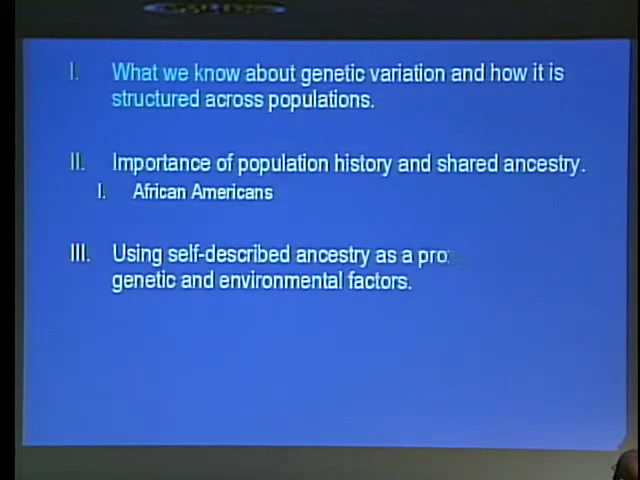 I. What we know about genetic variation and how it is
structured across populations.
II. Importance of population history and shared ancestry.
I. African Americans
III. Using self-described ancestry as a
genetic and environmental factors.